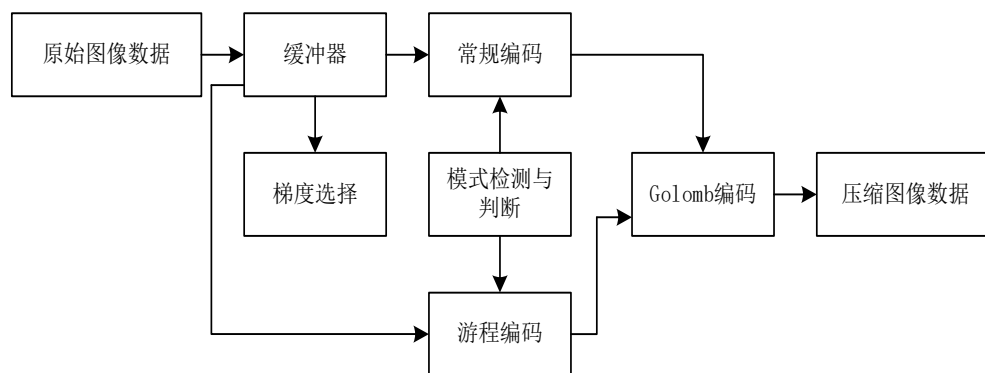 原始图像数据
缓冲器
常规编码
梯度选择
模式检测与
判断
Golomb编码
压缩图像数据
游程编码